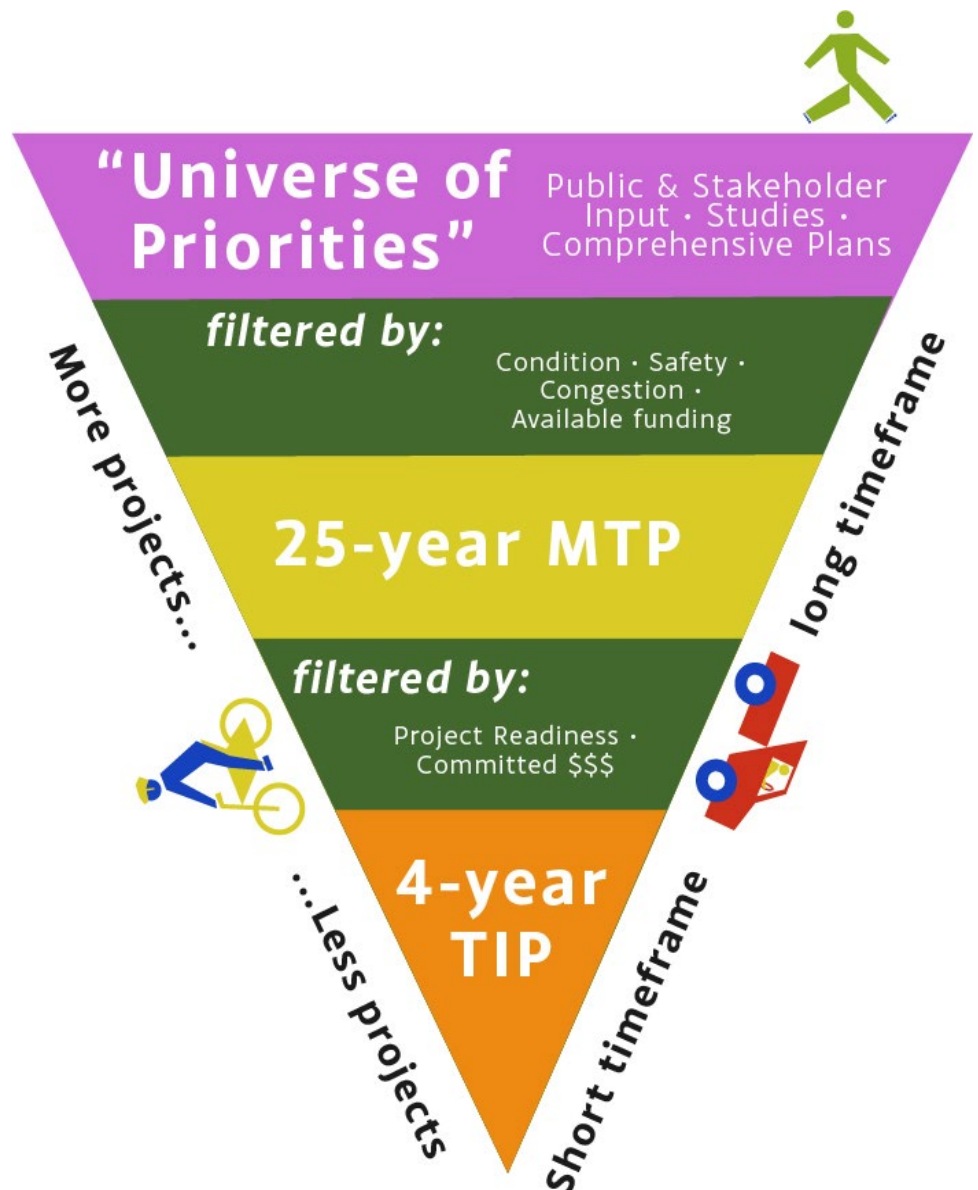 “Universe of
Priorities”
Public & Stakeholder
Input · Studies ·
Comprehensive Plans
filtered by:
Condition · Safety ·
Congestion ·
Available funding
More projects...
long timeframe
25-year MTP
filtered by:
Project Readiness ·
Committed $$$
4-year
TIP
...Less projects
Short timeframe